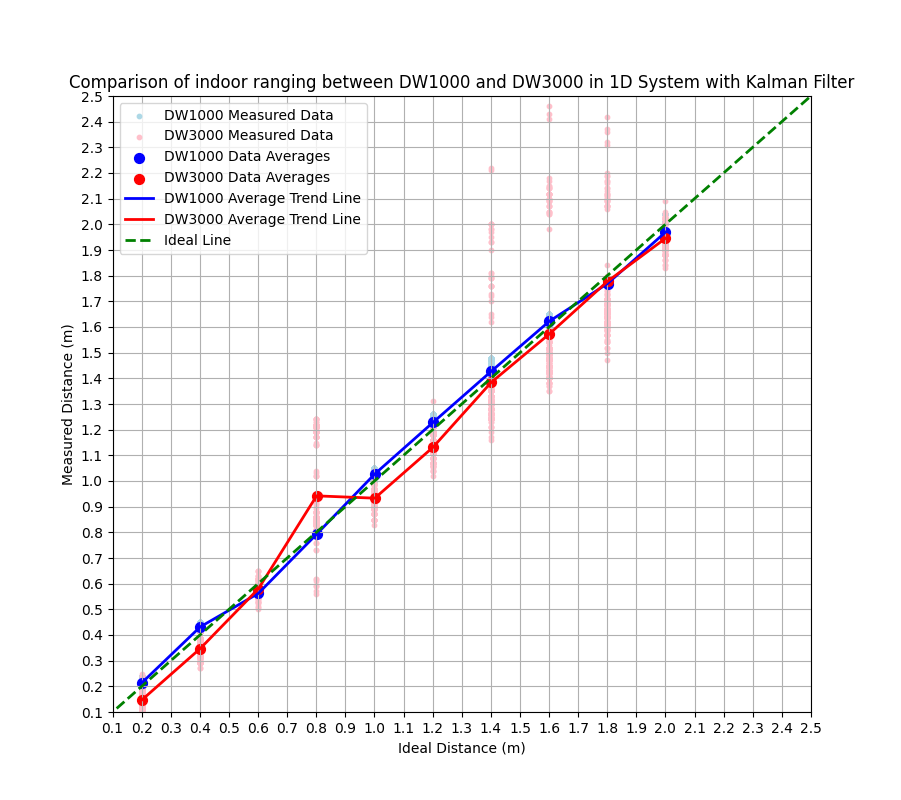 Comparison of indoor ranging between DW1000 and DW3000 in 1D System with Kalman Filter
DW1000 Measured Data
DW3000 Measured Data
DW1000 Data Averages
DW3000 Data Averages
DW1000 Average Trend Line
DW3000 Average Trend Line
Ideal Line
Measured Distance (m)
2.5
2.4
2.3
2.2
2.1
2.0
1.9
1.8
1.7
1.6
1.5
1.4
1.3
1.2
1.1
1.0
0.9
0.8
0.7
0.6
0.5
0.4
0.3
0.2
0.1
0.1 0.2 0.3 0.4 0.5 0.6 0.7 0.8 0.9 1.0 1.1 1.2 1.3 1.4 1.5 1.6 1.7 1.8 1.9 2.0 2.1 2.2 2.3 2.4 2.5
Ideal Distance (m)